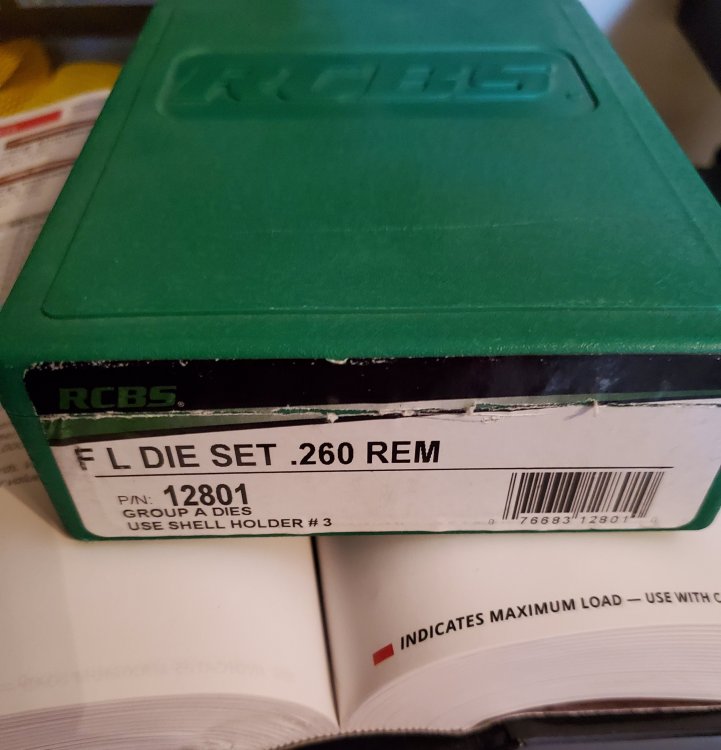 RCBS.
RCBS®
F L DIE SET .260 REM
P/N: 12801
GROUP A DIES
USE SHELL HOLDER # 3
0 76683 12801 0
INDICATES MAXIMUM LOAD — USE WITH